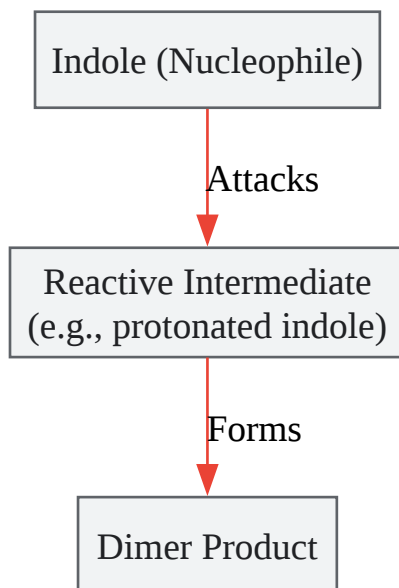 Indole (Nucleophile)
Attacks
Reactive Intermediate
(e.g., protonated indole)
Forms
Dimer Product